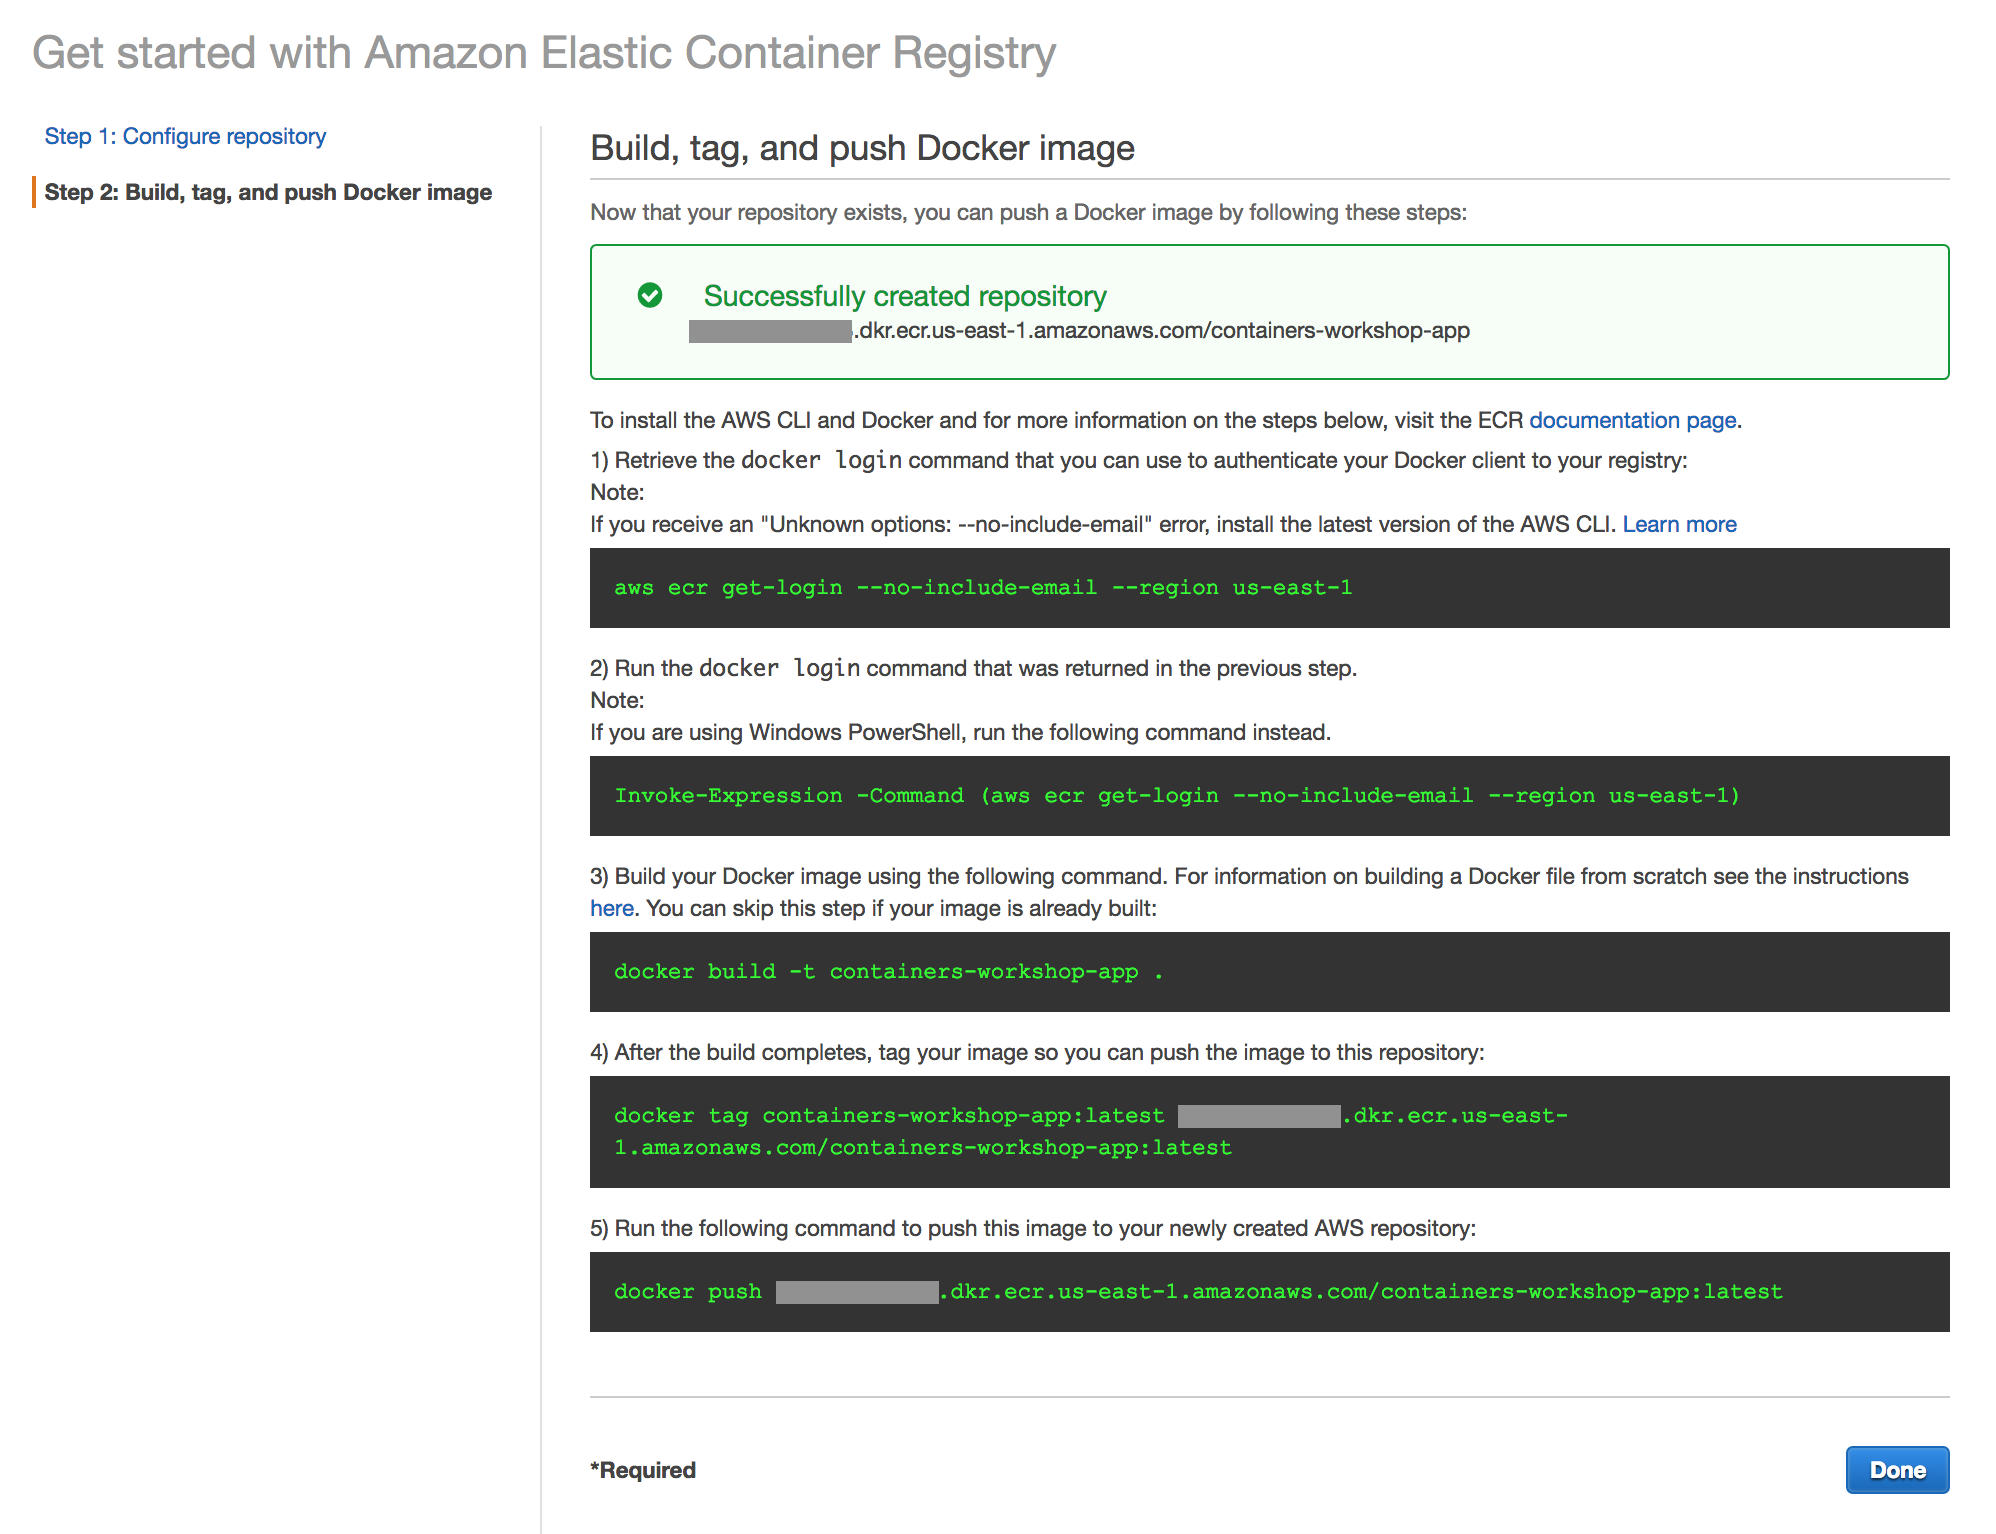 Get started with Amazon Elastic Container Registry
Step 1: Configure repository
Step 2: Build, tag, and push Docker image
Build, tag, and push Docker image
Now that your repository exists, you can push a Docker image by following these steps:
Successfully created repository
.dkr.ecr.us-east-1.amazonaws.com/containers-workshop-app
To install the AWS CLI and Docker and for more information on the steps below, visit the ECR documentation page.
1) Retrieve the docker login command that you can use to authenticate your Docker client to your registry:
Note:
If you receive an "Unknown options: --no-include-email" error, install the latest version of the AWS CLI. Learn more
aws ecr get-login --no-include-email --region us-east-1
2) Run the docker login command that was returned in the previous step.
Note:
If you are using Windows PowerShell, run the following command instead.
Invoke-Expression -Command (aws ecr get-login --no-include-email --region us-east-1)
3) Build your Docker image using the following command. For information on building a Docker file from scratch see the instructions
here. You can skip this step if your image is already built:
docker build -t containers-workshop-app .
4) After the build completes, tag your image so you can push the image to this repository:
docker tag containers-workshop-app:latest .dkr.ecr.us-east-
1.amazonaws.com/containers-workshop-app:latest
5) Run the following command to push this image to your newly created AWS repository:
docker push .dkr.ecr.us-east-1.amazonaws.com/containers-workshop-app:latest
*Required
Done